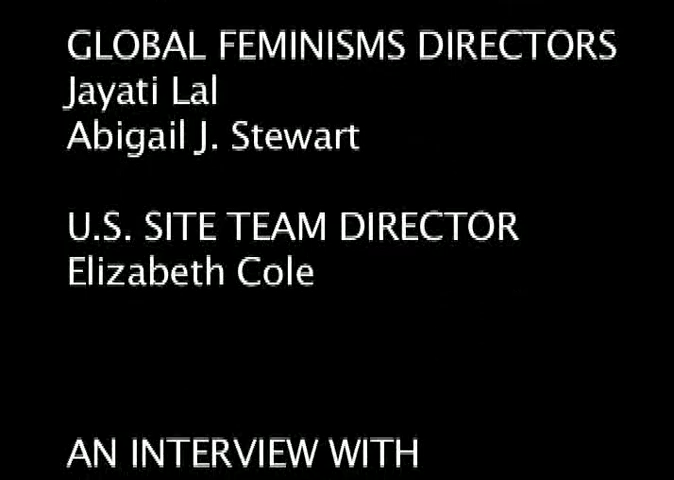 GLOBAL FEMINISMS DIRECTORS
Jayati Lal
Abigail J. Stewart
U.S. SITE TEAM DIRECTOR
Elizabeth Cole
AN INTERVIEW WITH